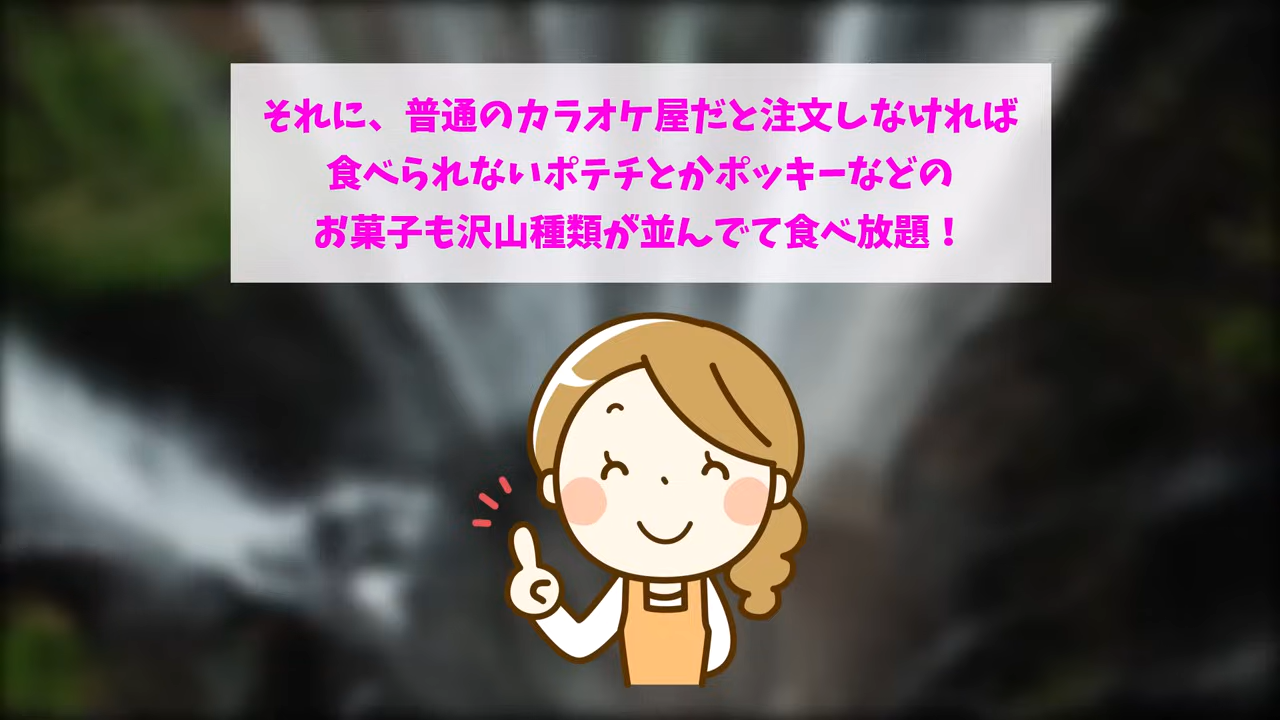 それに、普通のカラオケ屋だと注文しなければ
食べられないポテチとかポッキーなどの
お菓子も沢山種類が並んでて食べ放題！